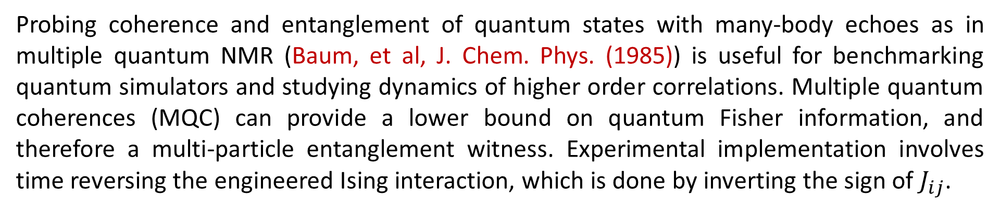 Probing coherence and entanglement of quantum states with many-body echoes as in
multiple quantum NMR (Baum, et al, J. Chem. Phys. (1985)) is useful for benchmarking
quantum simulators and studying dynamics of higher order correlations. Multiple quantum
coherences (MQC) can provide a lower bound on quantum Fisher information, and
therefore a multi-particle entanglement witness. Experimental implementation involves
time reversing the engineered Ising interaction, which is done by inverting the sign of $J_{ij}$.